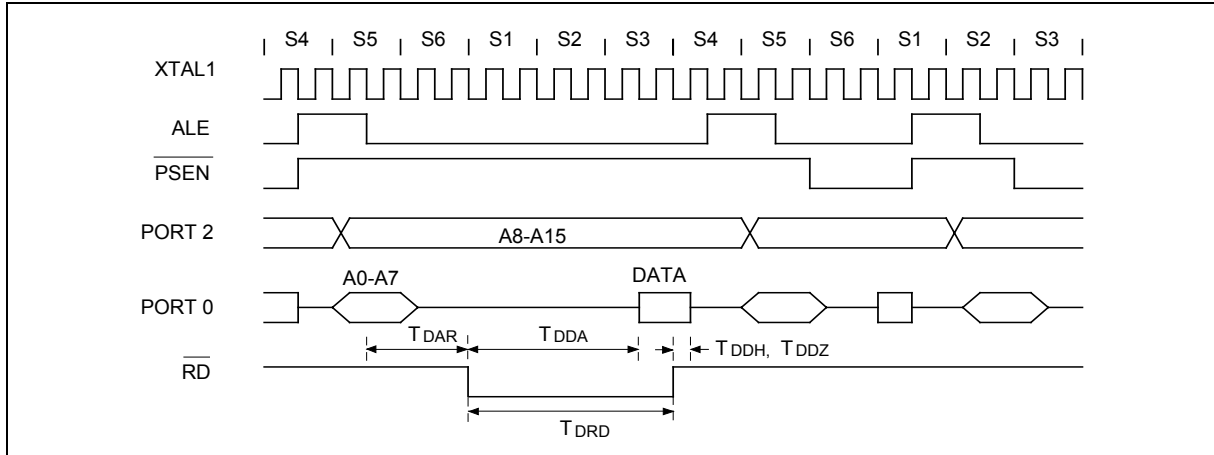 | S4 | S5 | S6 | S1 | S2 | S3 | S4 | S5 | S6 | S1 | S2 | S3 |
XTAL1
ALE
PSEN
PORT 2
A8-A15
A0-A7
DATA
PORT 0
TDAR
TDDA
TDDH, TDDZ
RD
TDRD